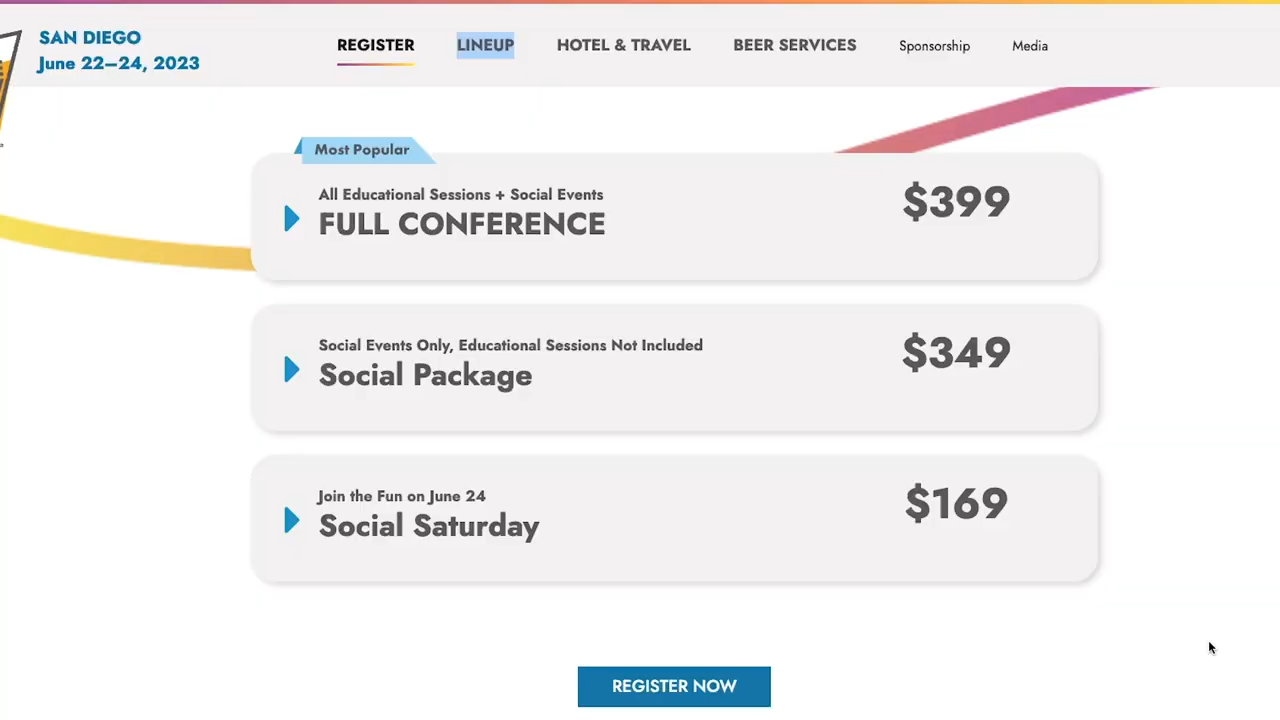 SAN DIEGO
June 22–24, 2023
REGISTER
LINEUP
HOTEL & TRAVEL
BEER SERVICES
Sponsorship
Media
Most Popular
All Educational Sessions + Social Events
FULL CONFERENCE
$399
Social Events Only, Educational Sessions Not Included
Social Package
$349
Join the Fun on June 24
Social Saturday
$169
REGISTER NOW